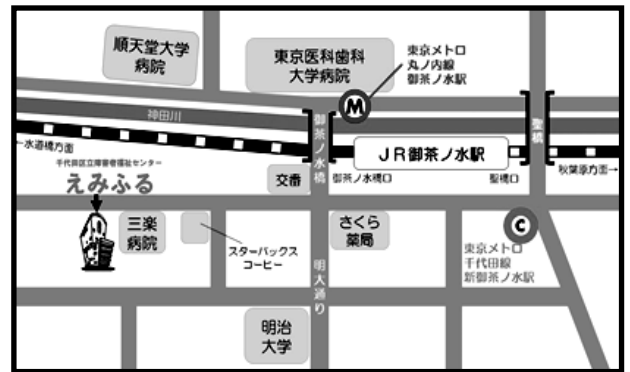 順天堂大学
病院
東京医科歯科
大学病院
東京メトロ
丸ノ内線
御茶ノ水駅
M
神田川
御茶ノ水橋
聖橋
JR御茶ノ水駅
←水道橋方面
千代田区立障害者福祉センター
えみふる
交番
御茶ノ水橋口
聖橋口
秋葉原方面→
三楽
病院
スターバックス
コーヒー
さくら
薬局
C
東京メトロ
千代田線
新御茶ノ水駅
明大通り
明治
大学